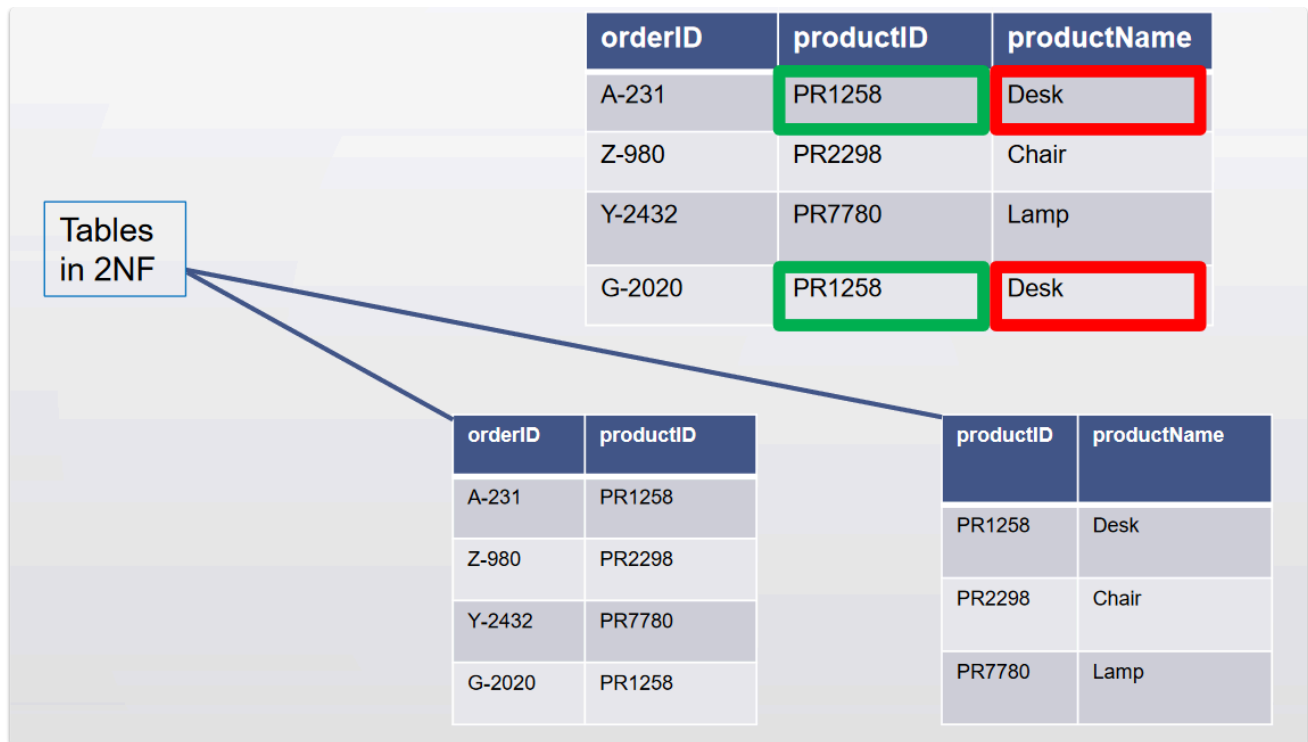 orderID productID productName
A-231 PR1258 Desk
Z-980 PR2298 Chair
Y-2432 PR7780 Lamp
G-2020 PR1258 Desk
Tables
in 2NF
orderID productID
A-231 PR1258
Z-980 PR2298
Y-2432 PR7780
G-2020 PR1258
productID productName
PR1258 Desk
PR2298 Chair
PR7780 Lamp